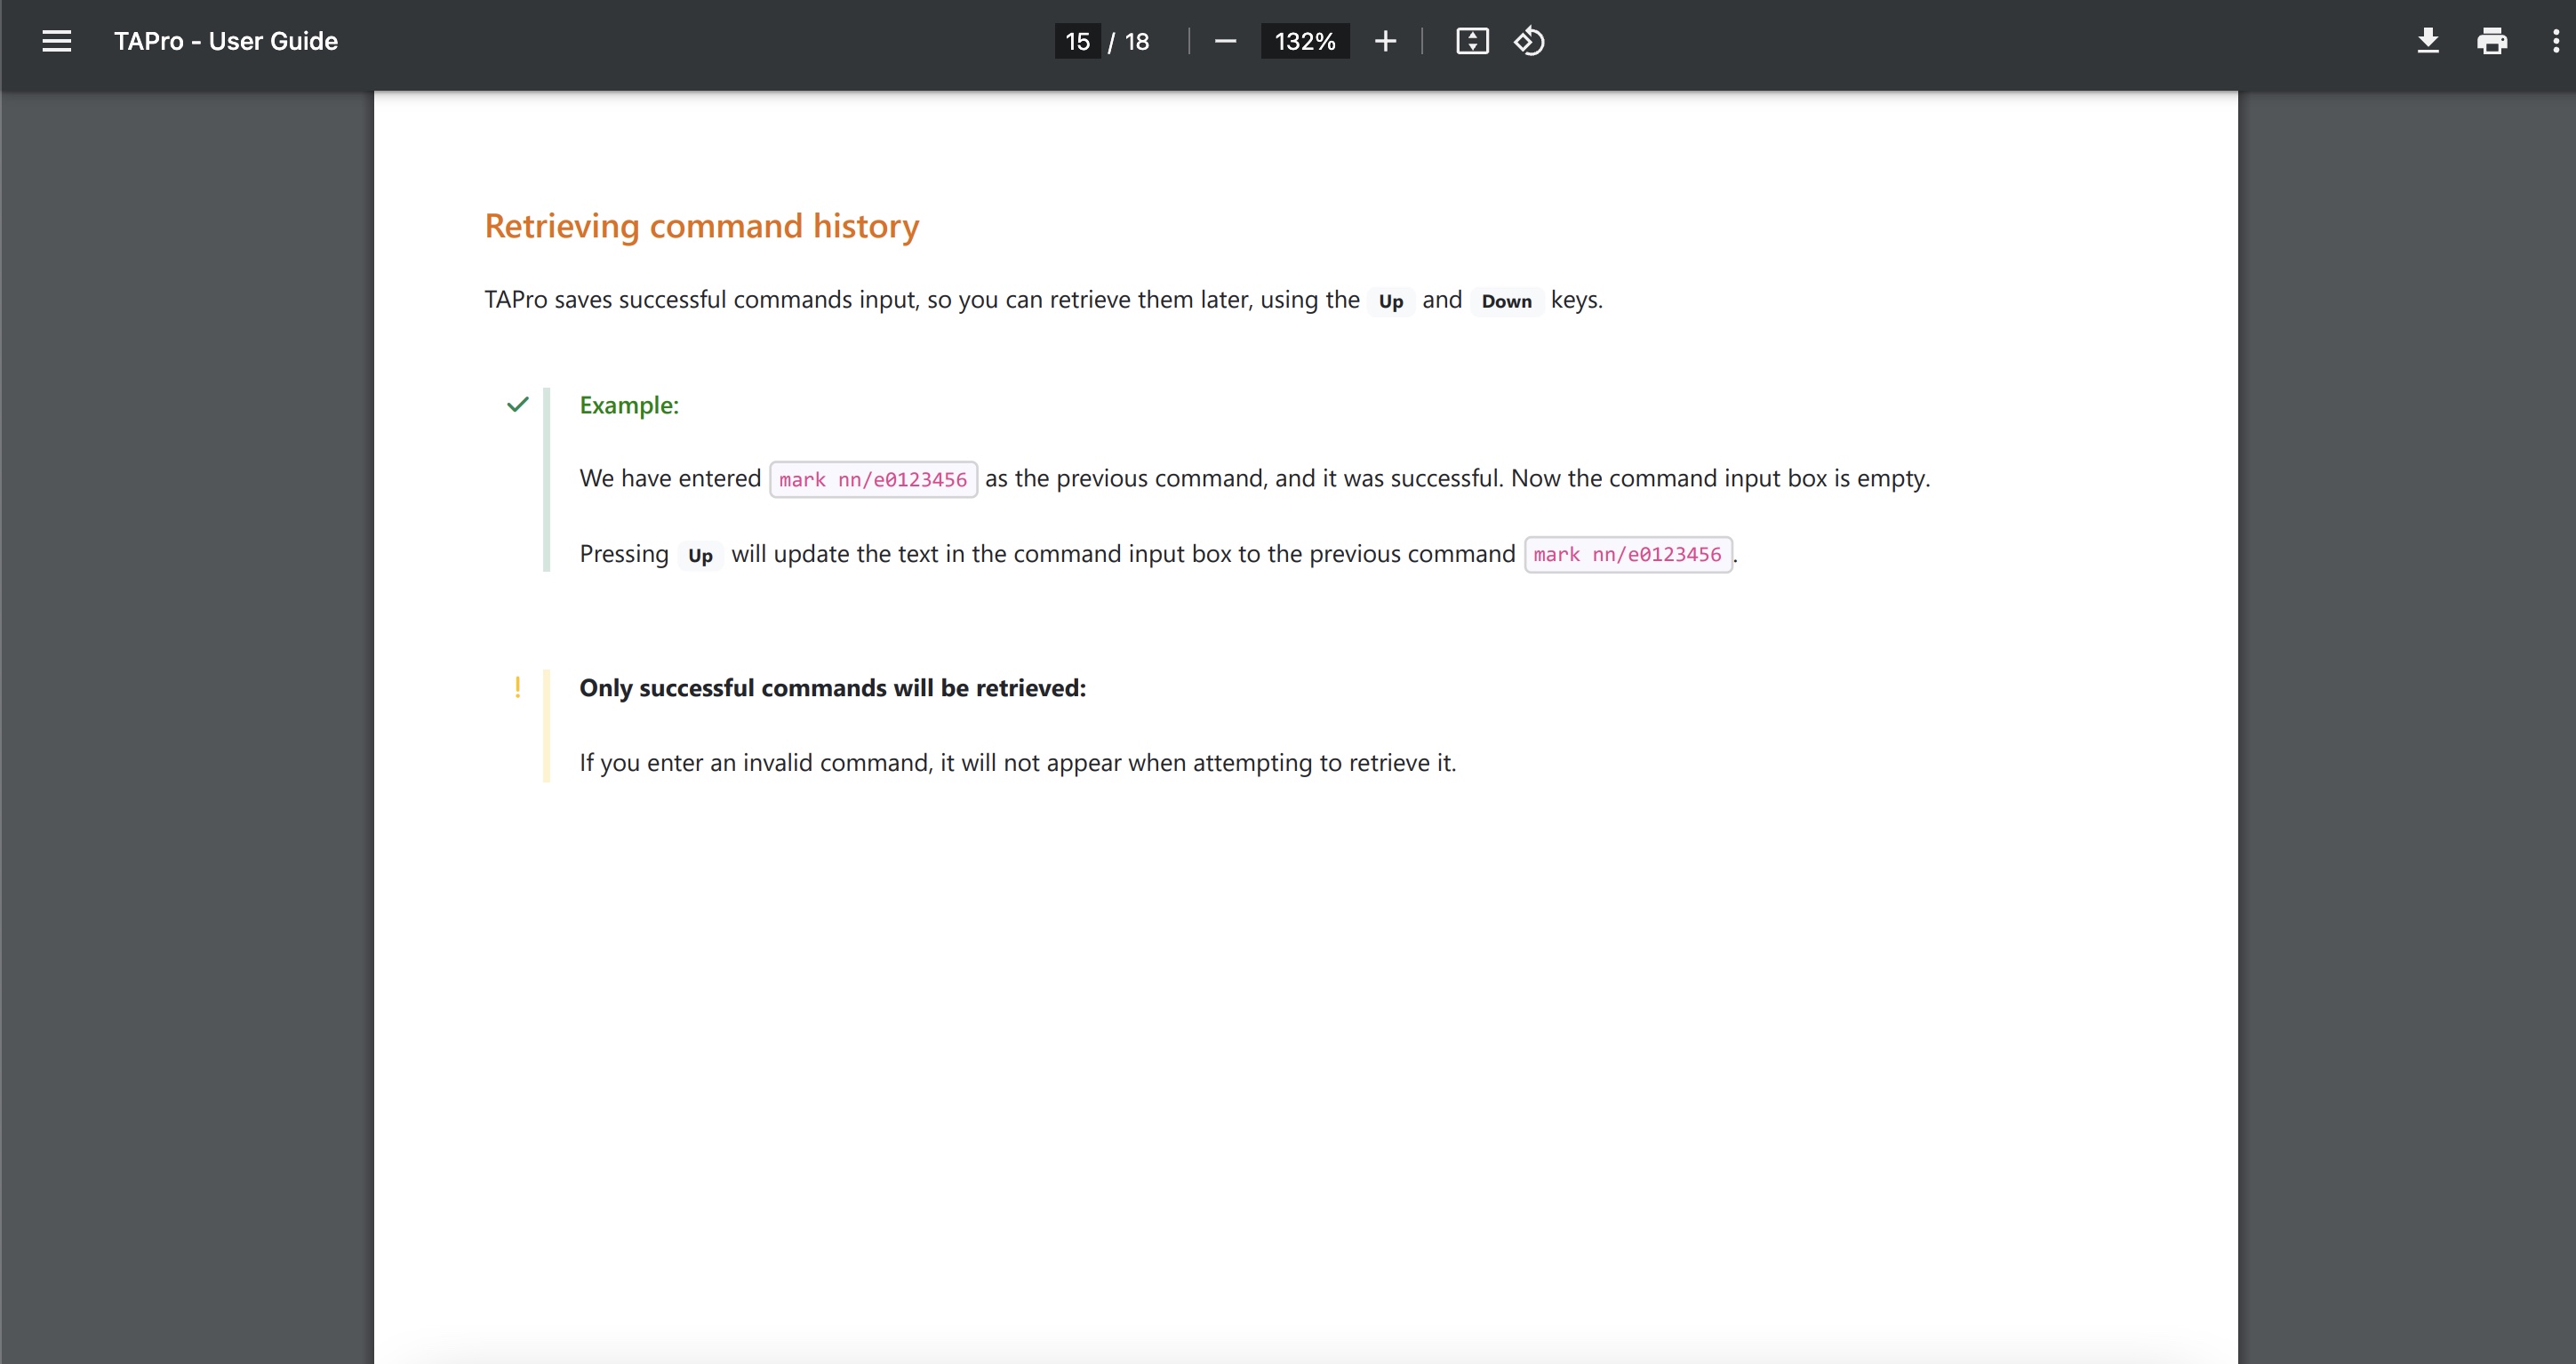 TAPro - User Guide
15 / 18
132%
Retrieving command history
TAPro saves successful commands input, so you can retrieve them later, using the Up and Down keys.
Example:
We have entered mark nn/e0123456 as the previous command, and it was successful. Now the command input box is empty.
Pressing Up will update the text in the command input box to the previous command mark nn/e0123456.
! Only successful commands will be retrieved:
If you enter an invalid command, it will not appear when attempting to retrieve it.